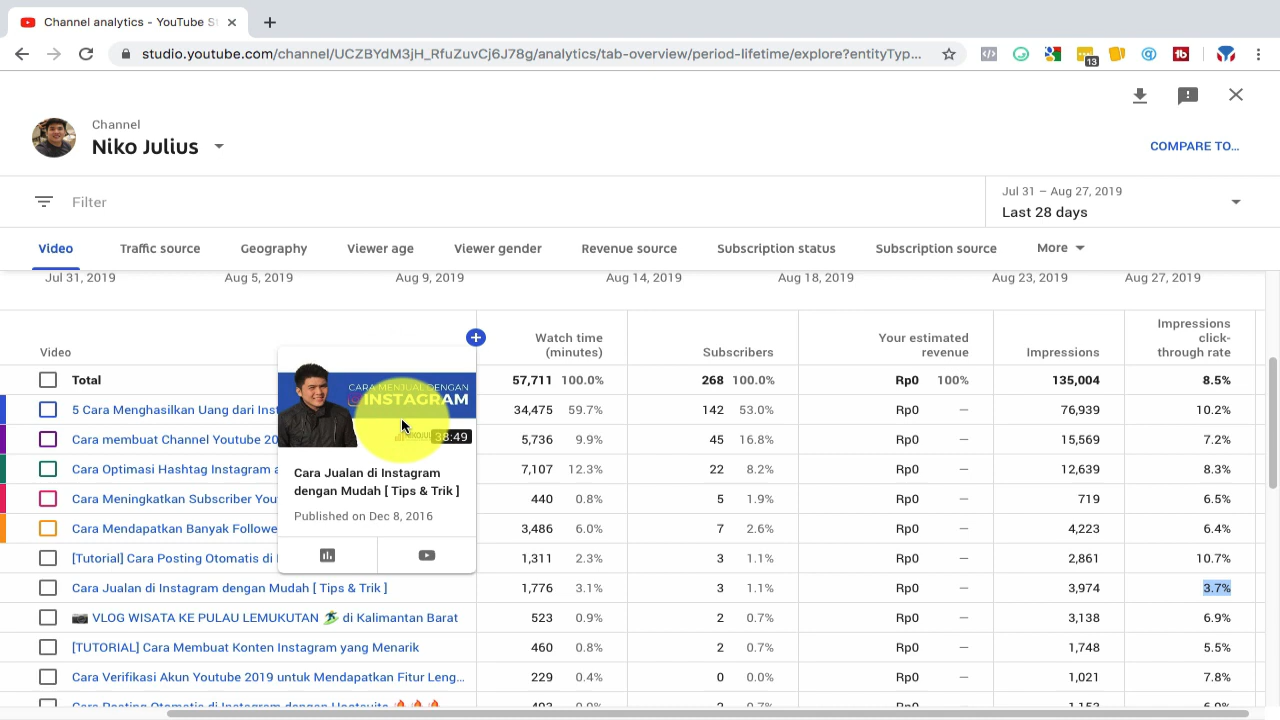 Channel analytics - YouTube S
studio.youtube.com/channel/UCZBYdM3jH_RfuZuvCj6J78g/analytics/tab-overview/period-lifetime/explore?entityTyp...
13
Channel
Niko Julius
COMPARE TO...
Filter
Jul 31 – Aug 27, 2019
Last 28 days
Video Traffic source Geography Viewer age Viewer gender Revenue source Subscription status Subscription source More
Jul 31, 2019 Aug 5, 2019 Aug 9, 2019 Aug 14, 2019 Aug 18, 2019 Aug 23, 2019 Aug 27, 2019
Video Watch time (minutes) Subscribers Your estimated revenue Impressions Impressions click-through rate
Total 57,711 100.0% 268 100.0% Rp0 100% 135,004 8.5%
5 Cara Menghasilkan Uang dari Inst 34,475 59.7% 142 53.0% Rp0 — 76,939 10.2%
Cara membuat Channel Youtube 20 5,736 9.9% 45 16.8% Rp0 — 15,569 7.2%
Cara Optimasi Hashtag Instagram a 7,107 12.3% 22 8.2% Rp0 — 12,639 8.3%
Cara Meningkatkan Subscriber You 440 0.8% 5 1.9% Rp0 — 719 6.5%
Cara Mendapatkan Banyak Followe 3,486 6.0% 7 2.6% Rp0 — 4,223 6.4%
[Tutorial] Cara Posting Otomatis di I 1,311 2.3% 3 1.1% Rp0 — 2,861 10.7%
Cara Jualan di Instagram dengan Mudah [ Tips & Trik ] 1,776 3.1% 3 1.1% Rp0 — 3,974 3.7%
📷 VLOG WISATA KE PULAU LEMUKUTAN 🏄 di Kalimantan Barat 523 0.9% 2 0.7% Rp0 — 3,138 6.9%
[TUTORIAL] Cara Membuat Konten Instagram yang Menarik 460 0.8% 2 0.7% Rp0 — 1,748 5.5%
Cara Verifikasi Akun Youtube 2019 untuk Mendapatkan Fitur Leng... 229 0.4% 0 0.0% Rp0 — 1,021 7.8%
CARA MENJUAL DENGAN
INSTAGRAM
38:49
Cara Jualan di Instagram
dengan Mudah [ Tips & Trik ]
Published on Dec 8, 2016